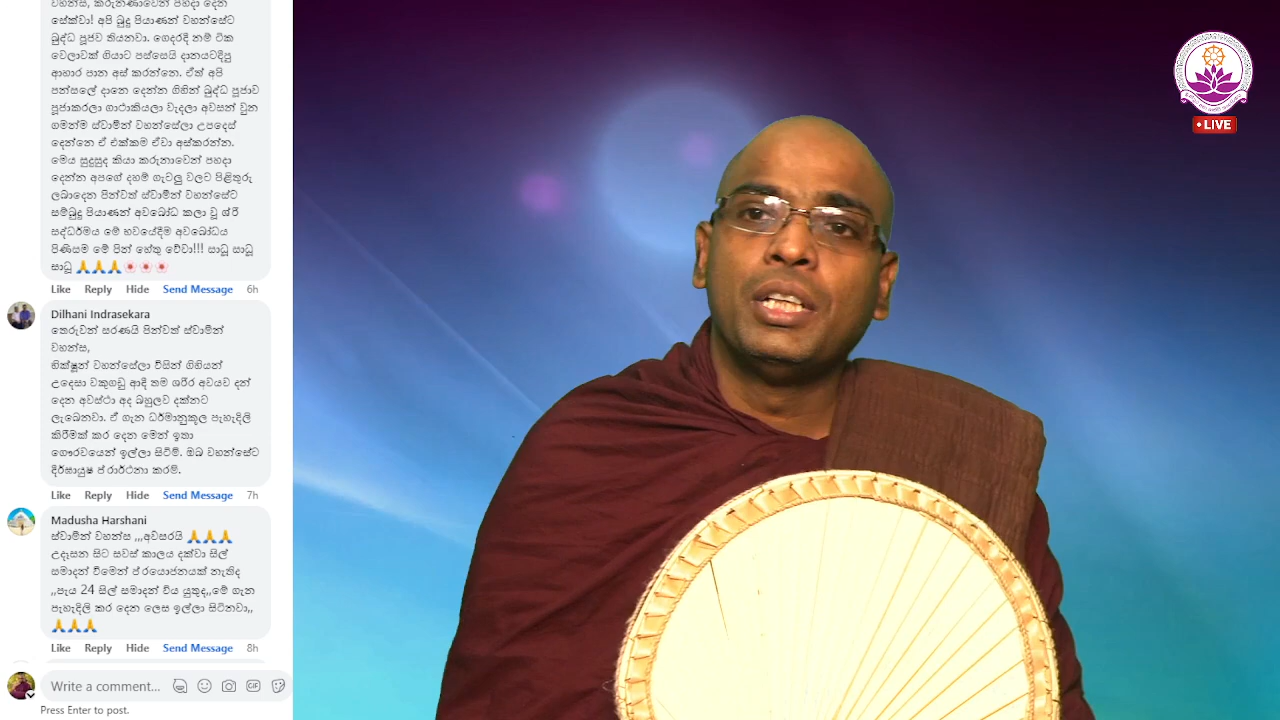 වහන්ස, කරුණාවෙන් පහදා දෙන
සේක්වා! අපි බුදු පියාණන් වහන්සේට
බුද්ධ පූජව තියනවා. ගෙදරදී නම් ටික
වෙලාවක් ගියාට පස්සෙයි දානයවදීපු
ආහාර පාන අස් කරන්නෙ. ඒත් අපි
පන්සලේ දානෙ දෙන්න ගිහින් බුද්ධ පූජාව
පූජාකරලා ගාථාකියලා වැදලා අවසන් වුන
ගමන්ම ස්වාමින් වහන්සේලා උපදෙස්
දෙන්නෙ ඒ එක්කම ඒවා අස්කරන්න.
මෙය සුදුසුද කියා කරුනාවෙන් පහදා
දෙන්න අපගේ දහම් ගැටලු වලට පිළිතුරු
ලබාදෙන පින්වත් ස්වාමින් වහන්සේට
සම්බුදු පියාණන් අවබෝධ කලා වූ ශ්‍රී
සද්ධර්මය මේ භවයේදීම අවබෝධය
පිණිසම මේ පින් හේතු වේවා!!! සාධු සාධු
සාධු 🙏🙏🙏🌸🌸🌸
Like Reply Hide Send Message 6h
Dilhani Indrasekara
තෙරුවන් සරණයි පින්වත් ස්වාමින්
වහන්ස,
භික්ෂූන් වහන්සේලා විසින් ගිහියන්
උදෙසා වකුගඩු ආදී තම ශරීර අවයව දන්
දෙන අවස්ථා අද බහුලව දක්නට
ලැබෙනවා. ඒ ගැන ධර්මානුකූල පැහැදිලි
කිරීමක් කර දෙන මෙන් ඉතා
ගෞරවයෙන් ඉල්ලා සිටිමි. ඔබ වහන්සේට
දීර්ඝායුෂ ප්‍රාර්ථනා කරමි.
Like Reply Hide Send Message 7h
Madusha Harshani
ස්වාමින් වහන්ස ,,,අවසරයි 🙏🙏🙏
උදෑසන සිට සවස් කාලය දක්වා සිල්
සමාදන් වීමෙන් ප්‍රයොජනයක් නැතිද
,,පැය 24 සිල් සමාදන් විය යුතුද,,මේ ගැන
පැහැදිලි කර දෙන ලෙස ඉල්ලා සිටිනවා,,
🙏🙏🙏
Like Reply Hide Send Message 8h
Write a comment...
GIF
Press Enter to post.
• LIVE